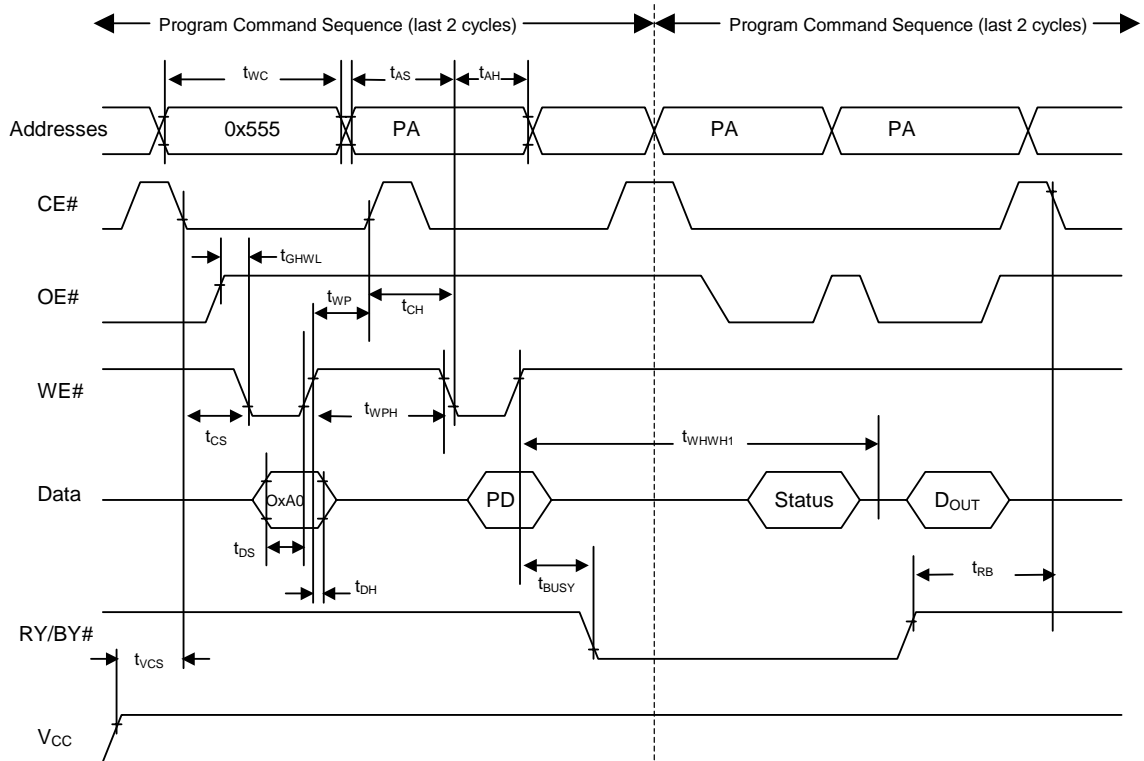 Program Command Sequence (last 2 cycles) Program Command Sequence (last 2 cycles)
tWC tAS tAH
Addresses 0x555 PA PA PA
CE#
tGHWL
OE#
tWP tCH
WE#
tCS tWPH tWHWH1
Data OxA0 PD Status DOUT
tDS tDH tBUSY tRB
RY/BY#
tVCS
VCC